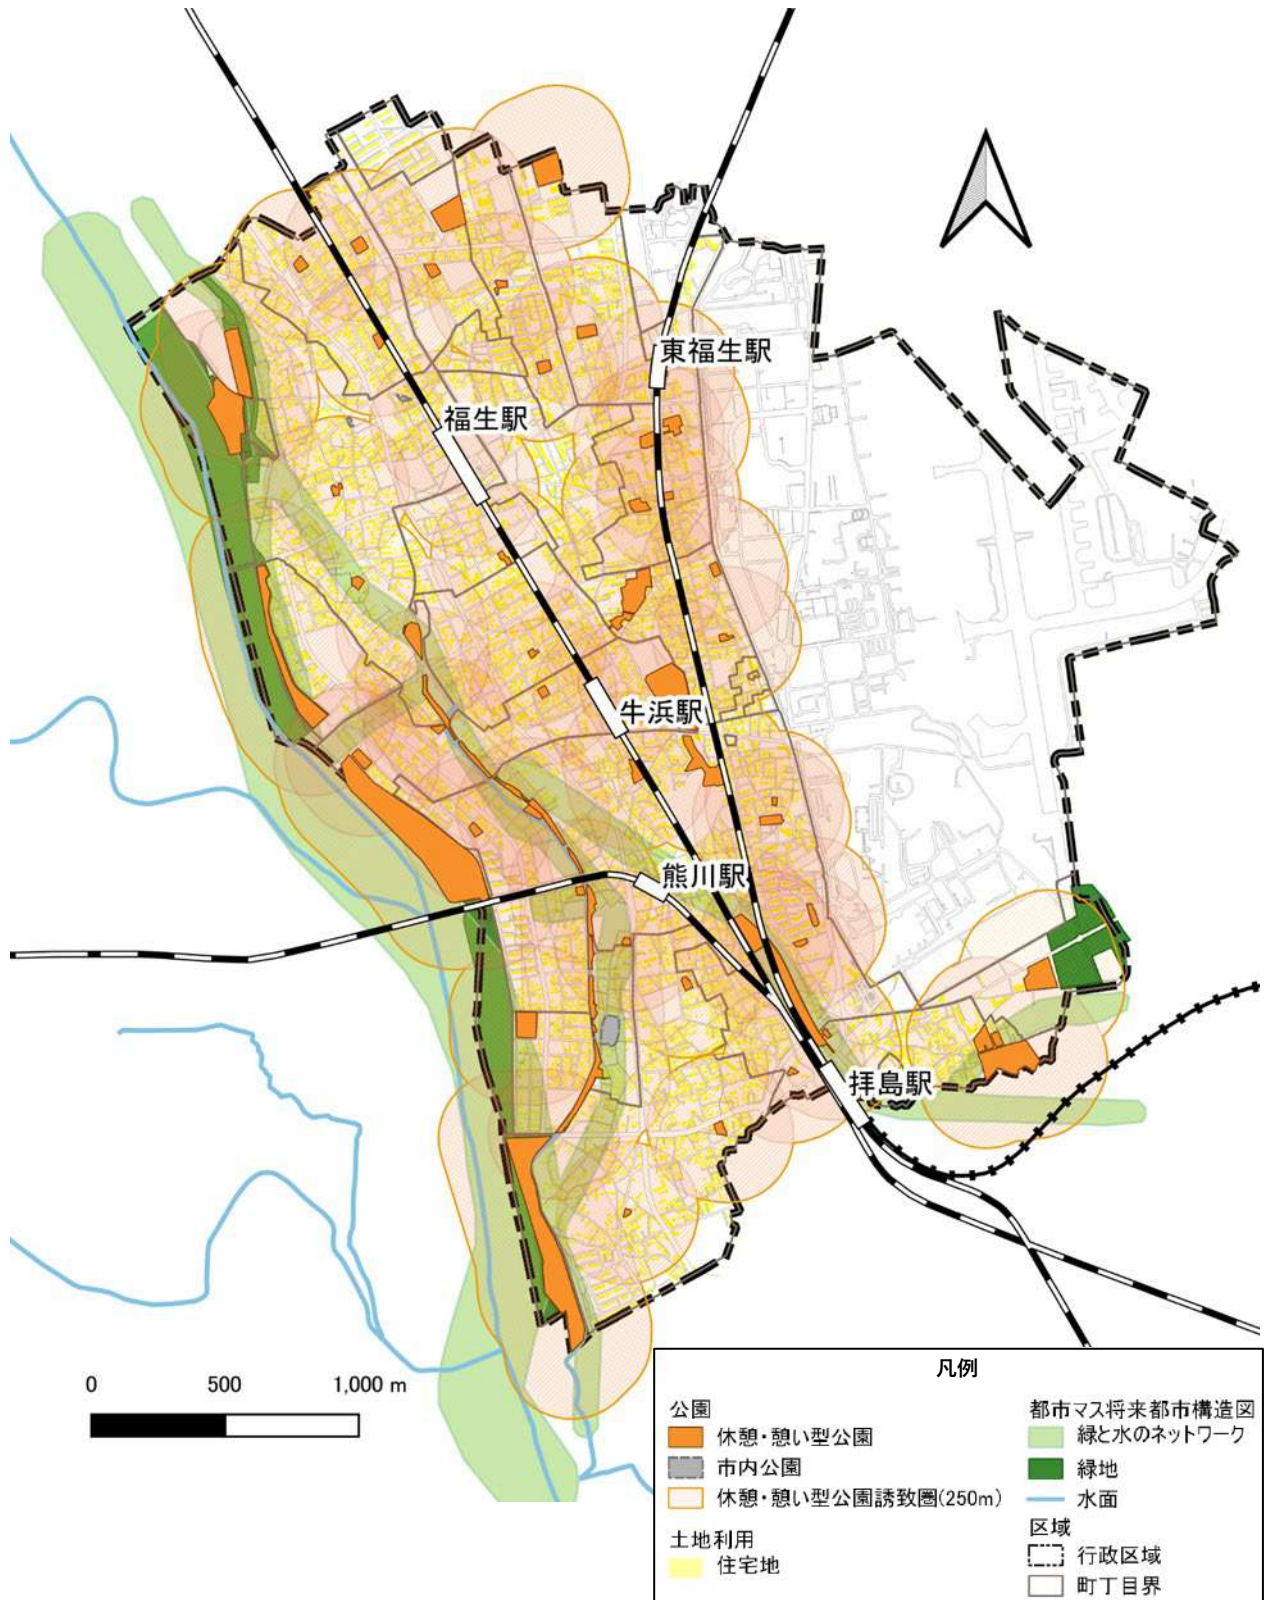 東福生駅
福生駅
牛浜駅
熊川駅
拝島駅
0 500 1,000 m
凡例
公園
休憩・憩い型公園
市内公園
休憩・憩い型公園誘致圏(250m)
土地利用
住宅地
都市マス将来都市構造図
緑と水のネットワーク
緑地
水面
区域
行政区域
町丁目界